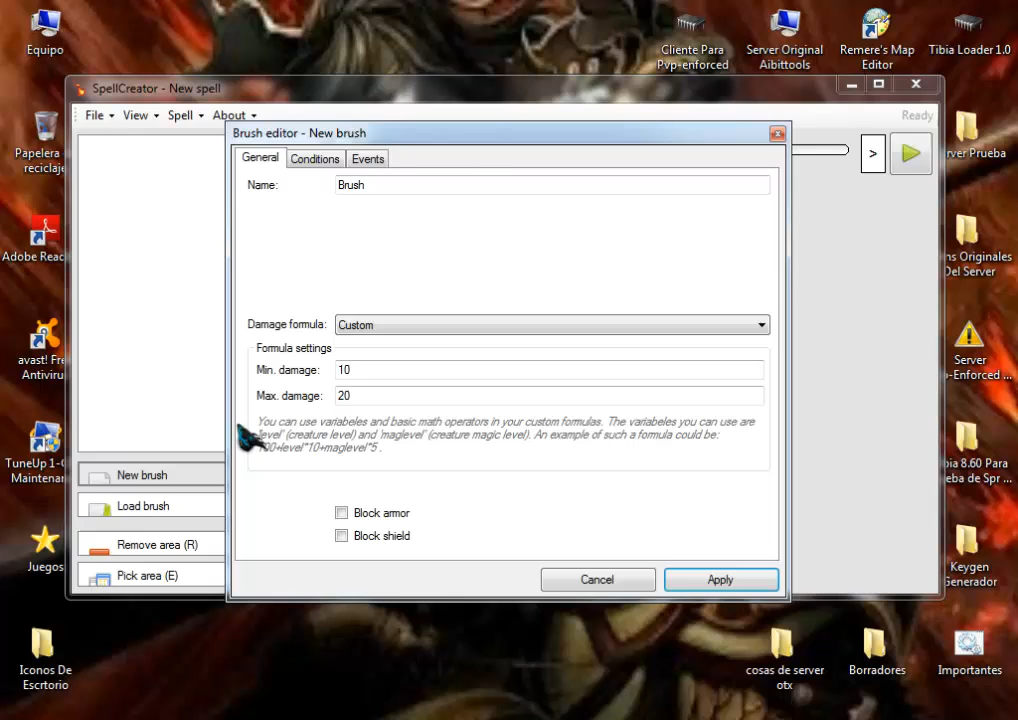 Equipo
Papelera
reciclaje
Adobe Read
avast! Fre
Antivirus
TuneUp 1-C
Mantenan
Juegos
Iconos De
Escrtorio
Cliente Para
Pvp-enforced
Server Original
Aibittools
Remere's Map
Editor
Tibia Loader 1.0
SpellCreator - New spell
File
View
Spell
About
Ready
>
New brush
Load brush
Remove area (R)
Pick area (E)
Brush editor - New brush
General
Conditions
Events
Name:
Brush
Damage formula:
Custom
Formula settings
Min. damage:
10
Max. damage:
20
You can use variabeles and basic math operators in your custom formulas. The variabeles you can use are
level' (creature level) and 'maglevel' (creature magic level). An example of such a formula could be:
00+level*10+maglevel*5 .
Block armor
Block shield
Cancel
Apply
rver Prueba
ns Originales
Del Server
Server
p-Enforced ...
bia 8.60 Para
eba de Spr ...
Keygen
Generador
cosas de server
otx
Borradores
Importantes